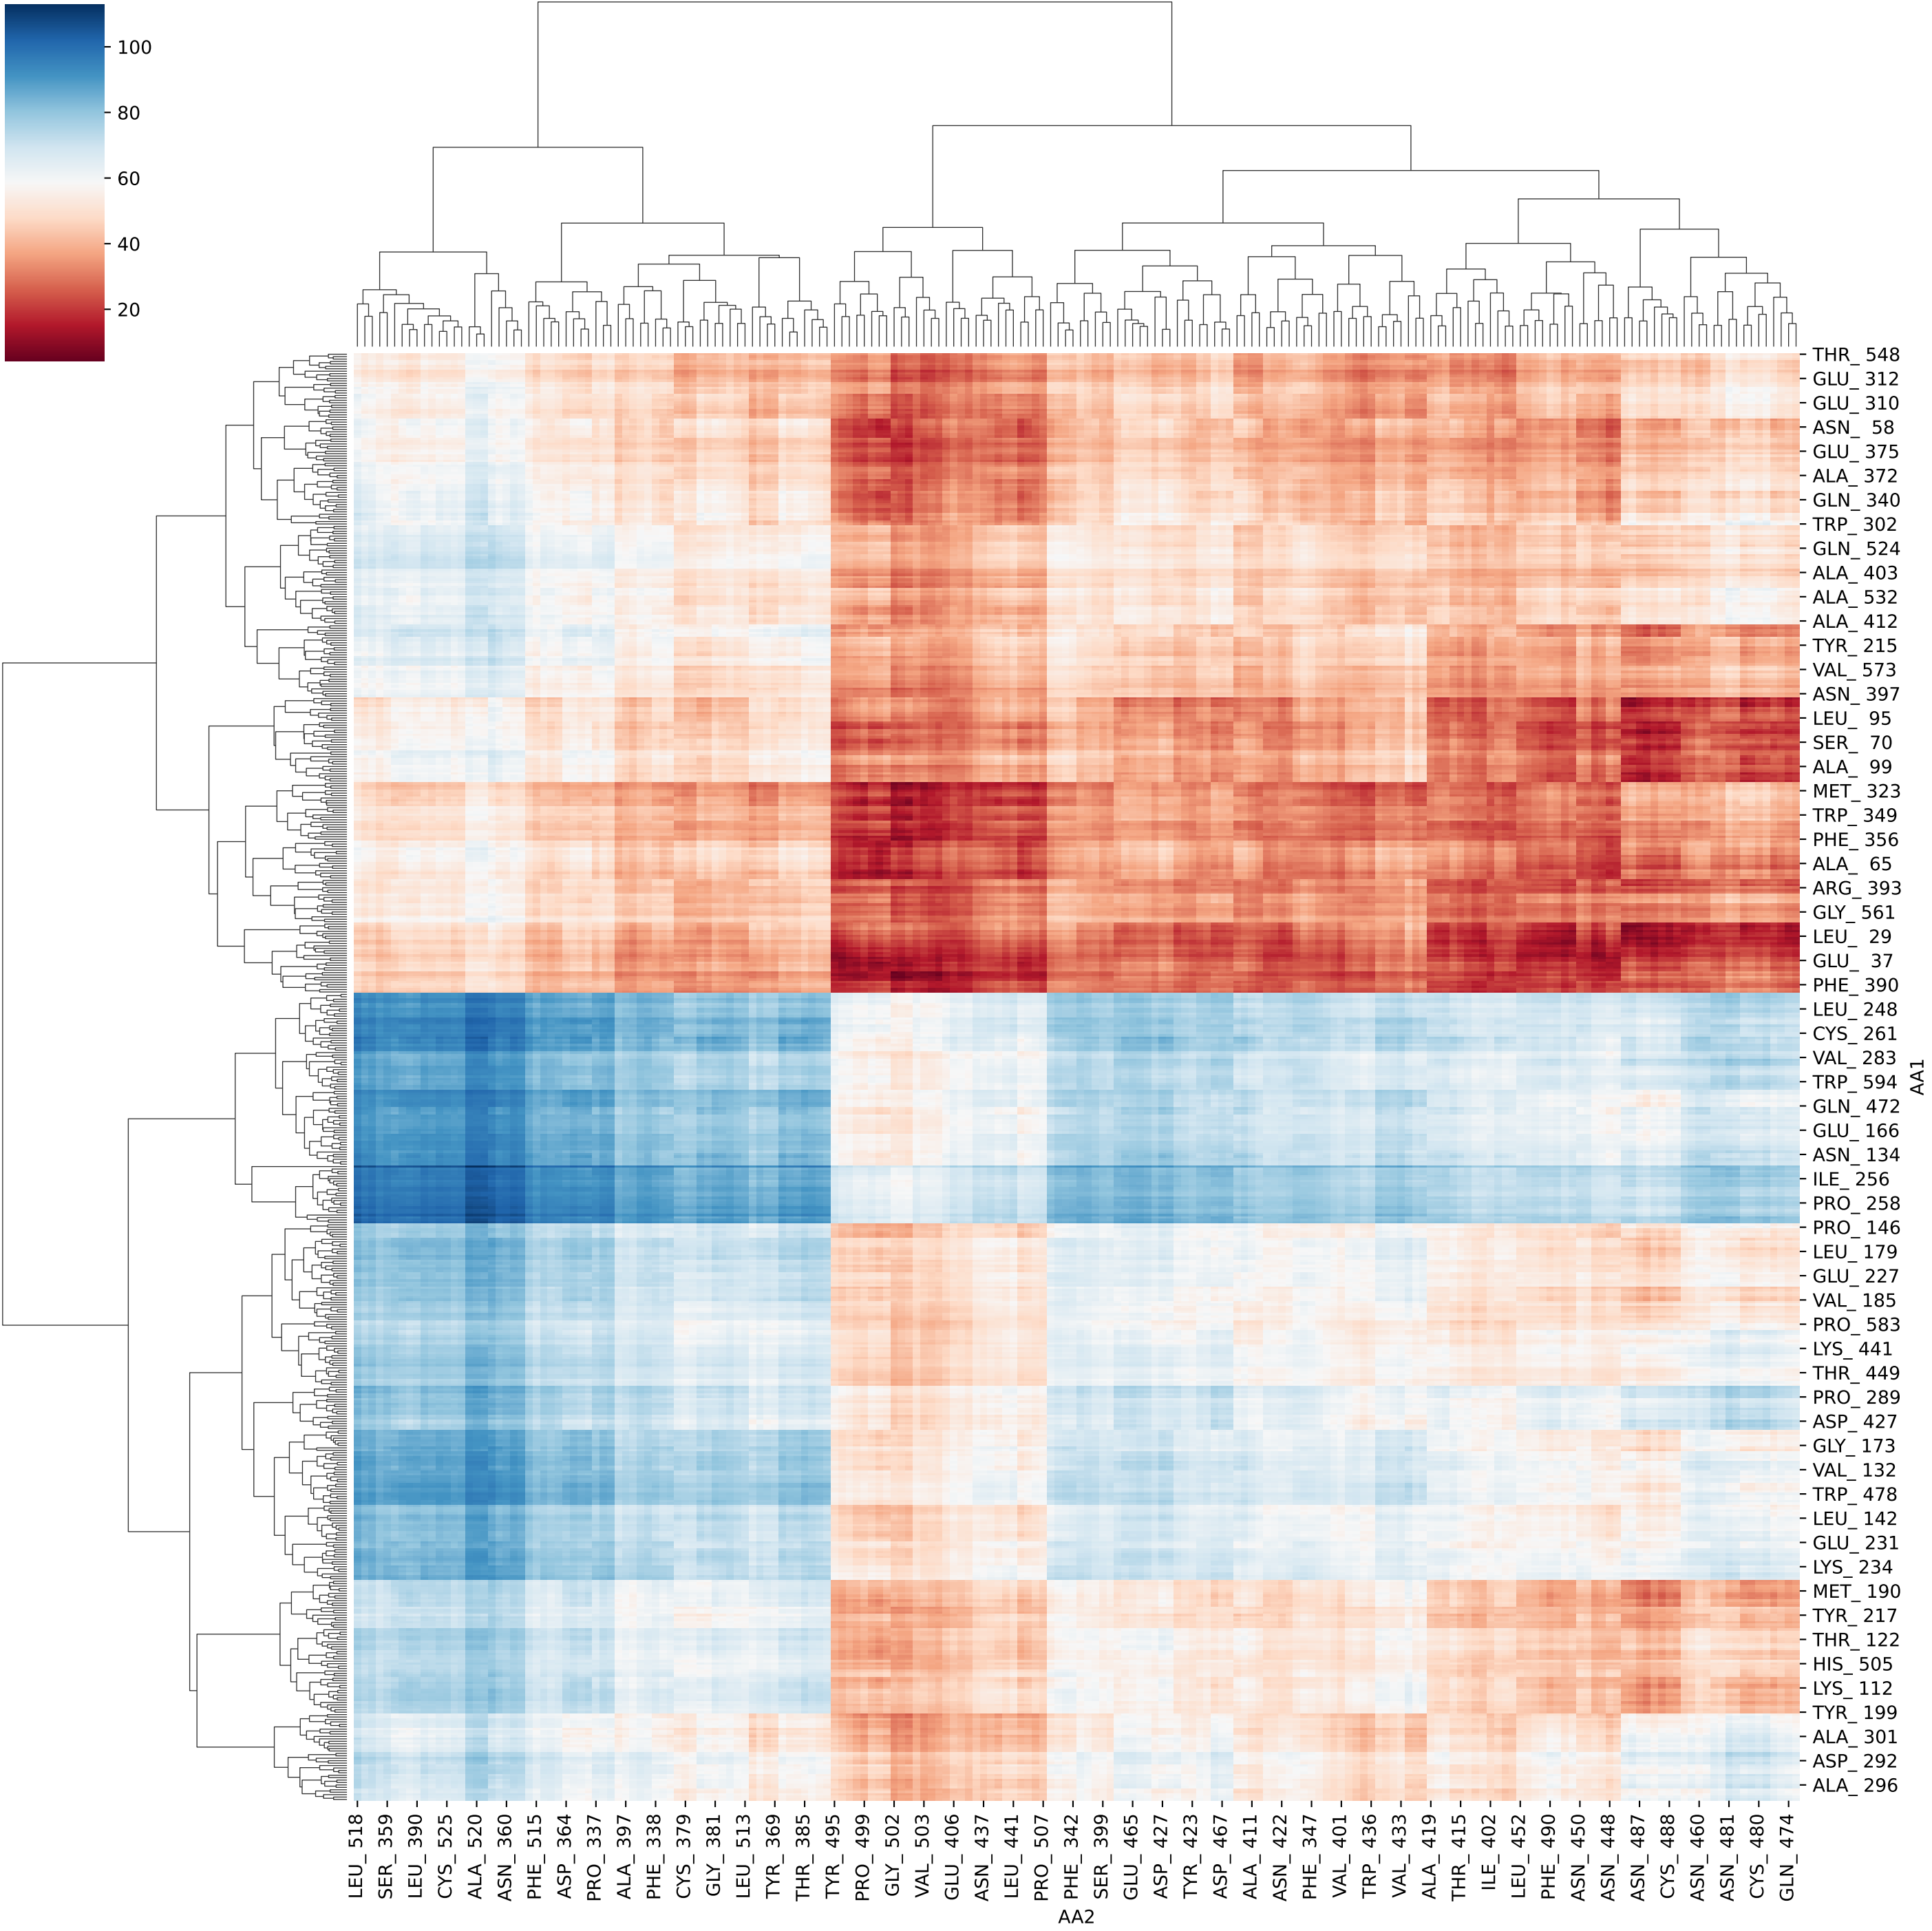 100
80
60
40
20
THR_ 548
GLU_ 312
GLU_ 310
ASN_ 58
GLU_ 375
ALA_ 372
GLN_ 340
TRP_ 302
GLN_ 524
ALA_ 403
ALA_ 532
ALA_ 412
TYR_ 215
VAL_ 573
ASN_ 397
LEU_ 95
SER_ 70
ALA_ 99
MET_ 323
TRP_ 349
PHE_ 356
ALA_ 65
ARG_ 393
GLY_ 561
LEU_ 29
GLU_ 37
PHE_ 390
LEU_ 248
CYS_ 261
VAL_ 283
TRP_ 594
GLN_ 472
GLU_ 166
ASN_ 134
ILE_ 256
PRO_ 258
PRO_ 146
LEU_ 179
GLU_ 227
VAL_ 185
PRO_ 583
LYS_ 441
THR_ 449
PRO_ 289
ASP_ 427
GLY_ 173
VAL_ 132
TRP_ 478
LEU_ 142
GLU_ 231
LYS_ 234
MET_ 190
TYR_ 217
THR_ 122
HIS_ 505
LYS_ 112
TYR_ 199
ALA_ 301
ASP_ 292
ALA_ 296
AA1
LEU_ 518
SER_ 359
LEU_ 390
CYS_ 525
ALA_ 520
ASN_ 360
PHE_ 515
ASP_ 364
PRO_ 337
ALA_ 397
PHE_ 338
CYS_ 379
GLY_ 381
LEU_ 513
TYR_ 369
THR_ 385
TYR_ 495
PRO_ 499
GLY_ 502
VAL_ 503
GLU_ 406
ASN_ 437
LEU_ 441
PRO_ 507
PHE_ 342
SER_ 399
GLU_ 465
ASP_ 427
TYR_ 423
ASP_ 467
ALA_ 411
ASN_ 422
PHE_ 347
VAL_ 401
TRP_ 436
VAL_ 433
ALA_ 419
THR_ 415
ILE_ 402
LEU_ 452
PHE_ 490
ASN_ 450
ASN_ 448
ASN_ 487
CYS_ 488
ASN_ 460
ASN_ 481
CYS_ 480
GLN_ 474
AA2